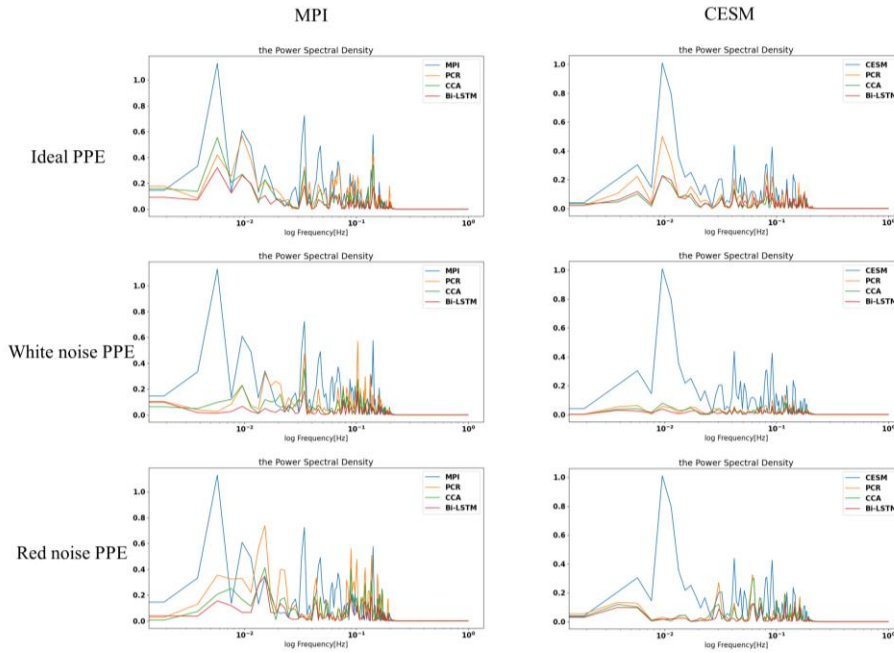 MPI CESM
Ideal PPE
the Power Spectral Density
MPI
PCR
CCA
Bi-LSTM
1.0
0.8
0.6
0.4
0.2
0.0
10⁻² 10⁻¹ 10⁰
log Frequency[Hz]
the Power Spectral Density
CESM
PCR
CCA
Bi-LSTM
1.0
0.8
0.6
0.4
0.2
0.0
10⁻² 10⁻¹ 10⁰
log Frequency[Hz]
White noise PPE
the Power Spectral Density
MPI
PCR
CCA
Bi-LSTM
1.0
0.8
0.6
0.4
0.2
0.0
10⁻² 10⁻¹ 10⁰
log Frequency[Hz]
the Power Spectral Density
CESM
PCR
CCA
Bi-LSTM
1.0
0.8
0.6
0.4
0.2
0.0
10⁻² 10⁻¹ 10⁰
log Frequency[Hz]
Red noise PPE
the Power Spectral Density
MPI
PCR
CCA
Bi-LSTM
1.0
0.8
0.6
0.4
0.2
0.0
10⁻² 10⁻¹ 10⁰
log Frequency[Hz]
the Power Spectral Density
CESM
PCR
CCA
Bi-LSTM
1.0
0.8
0.6
0.4
0.2
0.0
10⁻² 10⁻¹ 10⁰
log Frequency[Hz]